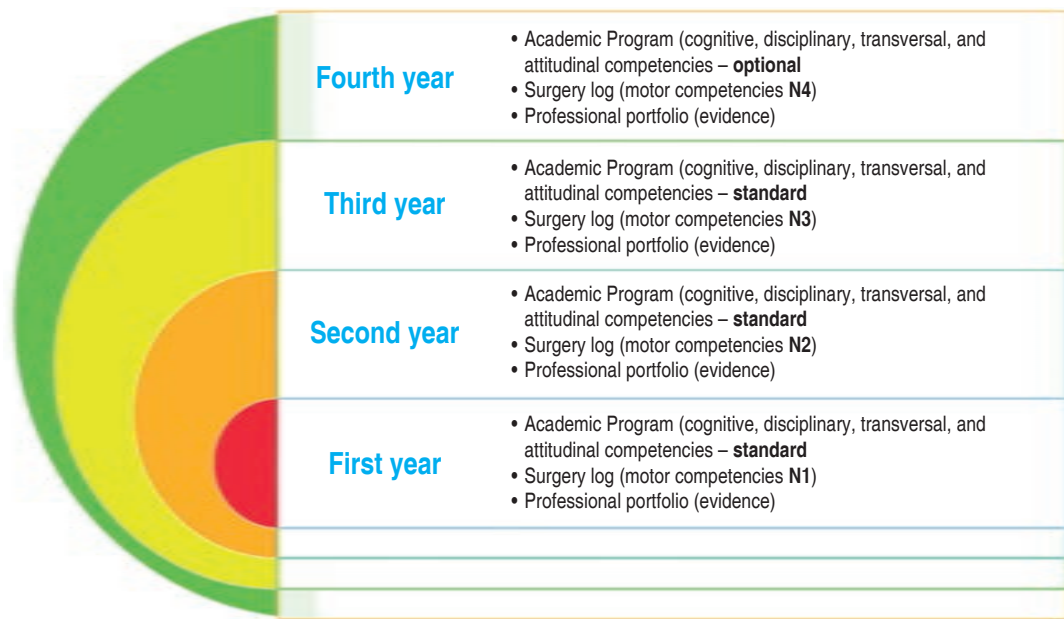 Fourth year
• Academic Program (cognitive, disciplinary, transversal, and
attitudinal competencies – optional
• Surgery log (motor competencies N4)
• Professional portfolio (evidence)
Third year
• Academic Program (cognitive, disciplinary, transversal, and
attitudinal competencies – standard
• Surgery log (motor competencies N3)
• Professional portfolio (evidence)
Second year
• Academic Program (cognitive, disciplinary, transversal, and
attitudinal competencies – standard
• Surgery log (motor competencies N2)
• Professional portfolio (evidence)
First year
• Academic Program (cognitive, disciplinary, transversal, and
attitudinal competencies – standard
• Surgery log (motor competencies N1)
• Professional portfolio (evidence)